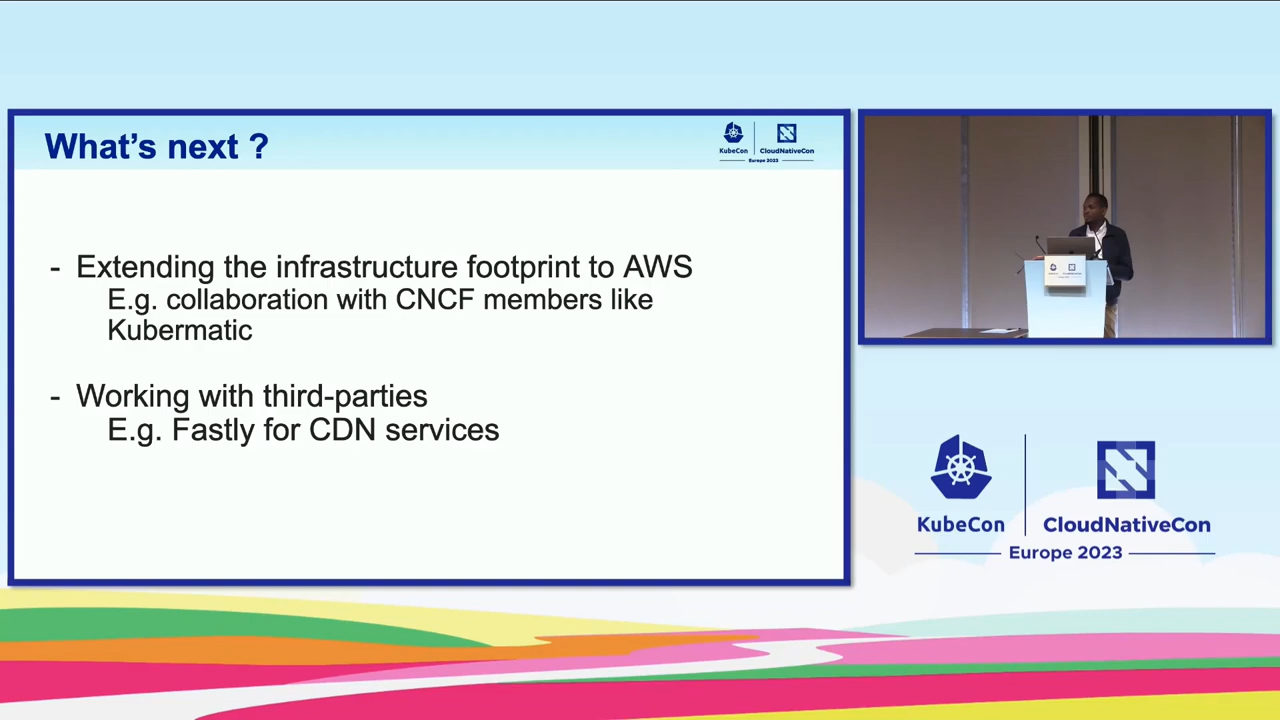 What's next ?
KubeCon
CloudNativeCon
Europe 2023
- Extending the infrastructure footprint to AWS
E.g. collaboration with CNCF members like
Kubermatic
- Working with third-parties
E.g. Fastly for CDN services
KubeCon
CloudNativeCon
Europe 2023